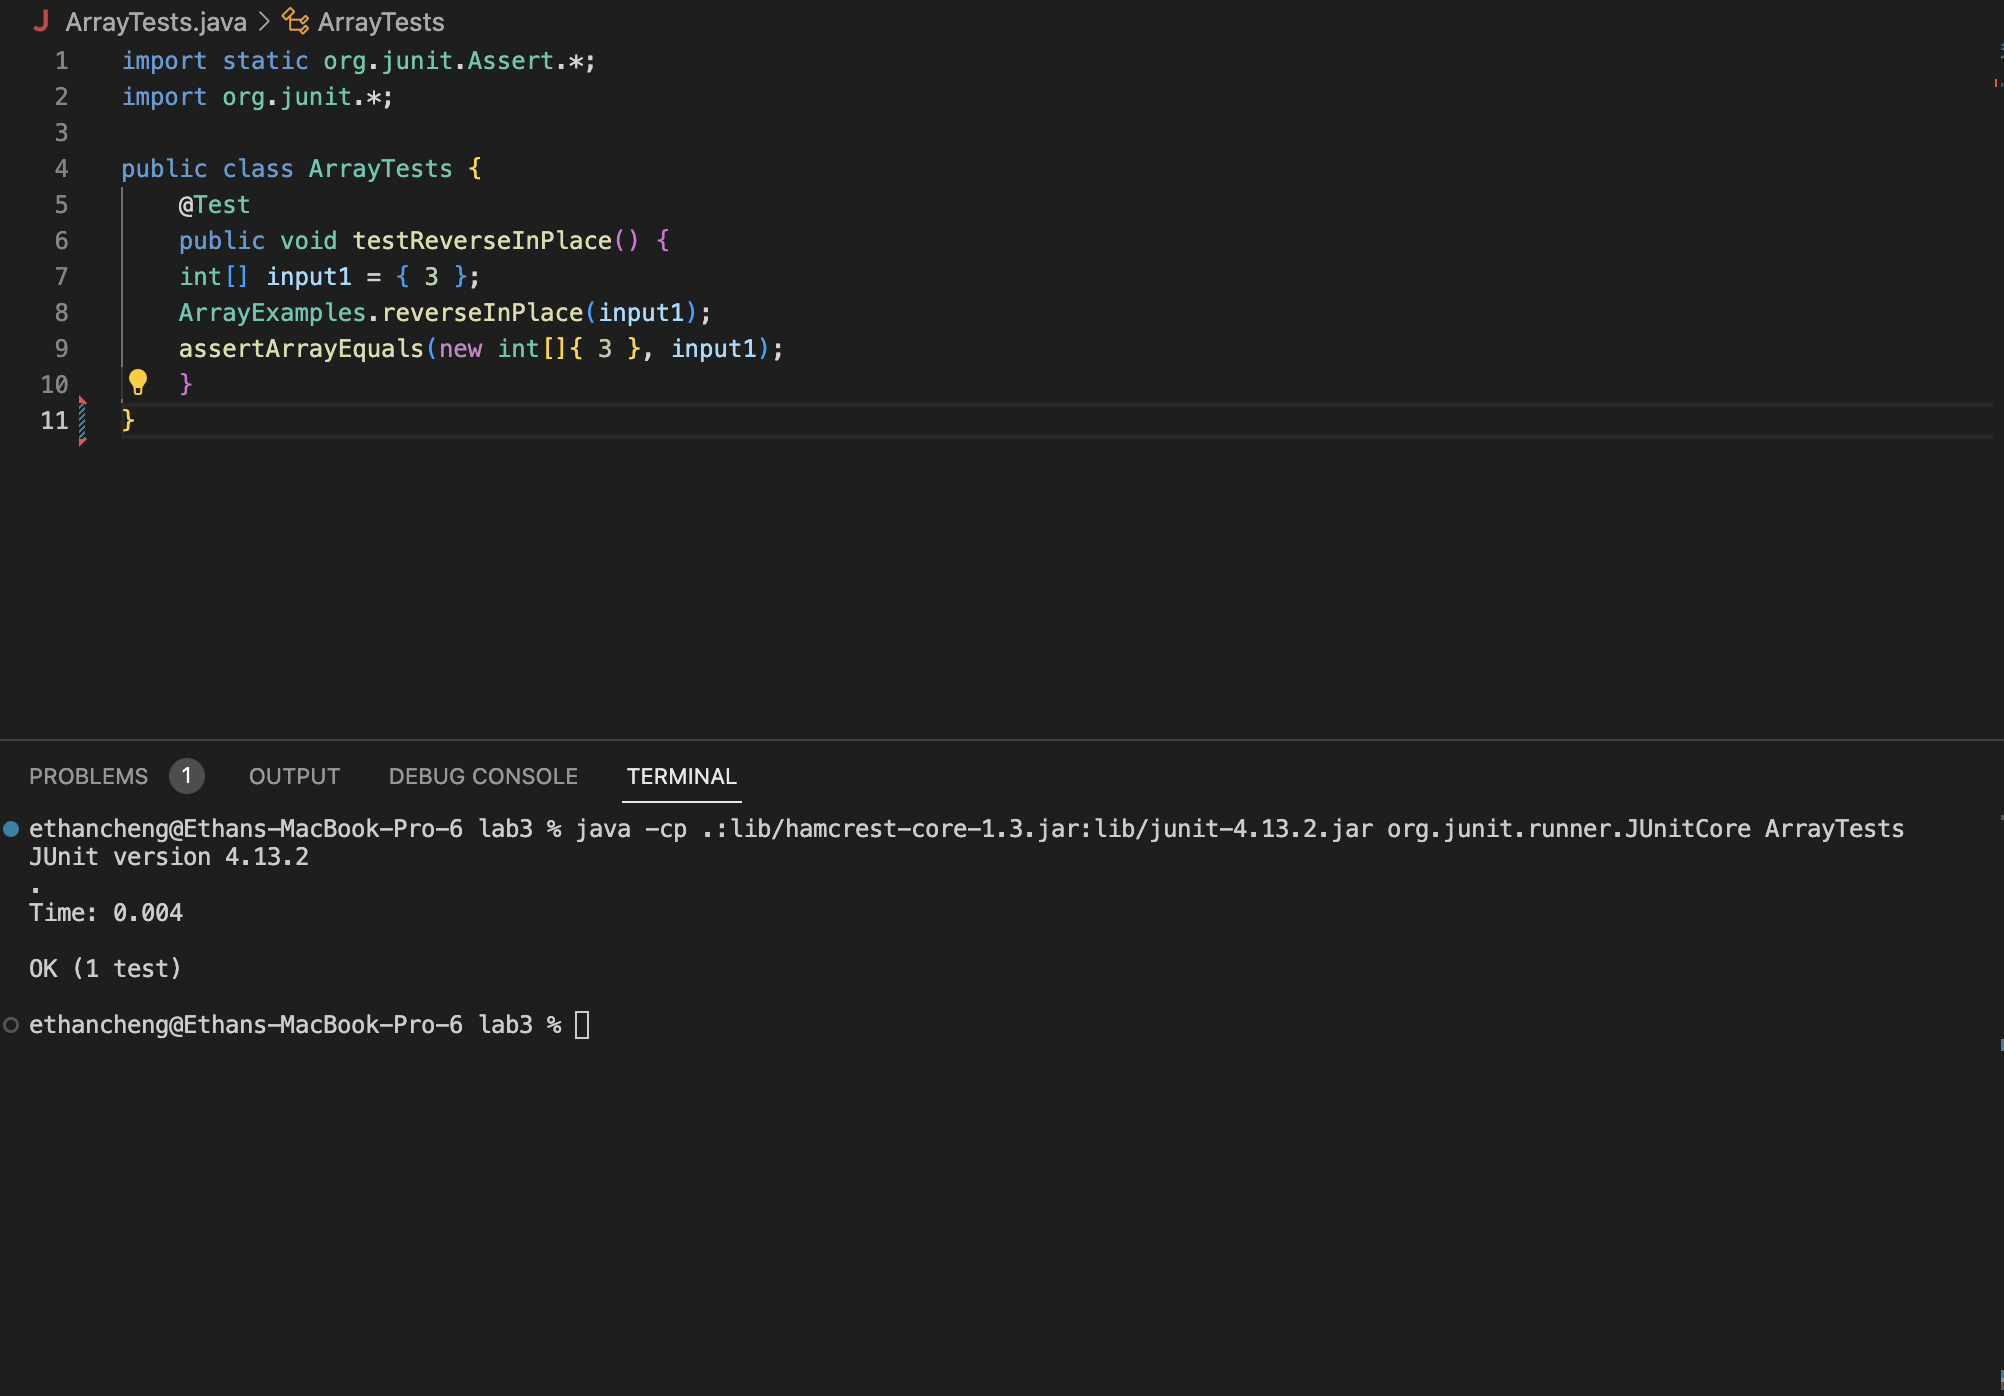 J ArrayTests.java > ArrayTests
1 import static org.junit.Assert.*;
2 import org.junit.*;
3
4 public class ArrayTests {
5     @Test
6     public void testReverseInPlace() {
7     int[] input1 = { 3 };
8     ArrayExamples.reverseInPlace(input1);
9     assertArrayEquals(new int[]{ 3 }, input1);
10     }
11 }
PROBLEMS 1 OUTPUT DEBUG CONSOLE TERMINAL
ethancheng@Ethans-MacBook-Pro-6 lab3 % java -cp .:lib/hamcrest-core-1.3.jar:lib/junit-4.13.2.jar org.junit.runner.JUnitCore ArrayTests
JUnit version 4.13.2
.
Time: 0.004
OK (1 test)
ethancheng@Ethans-MacBook-Pro-6 lab3 %